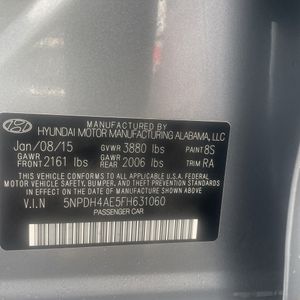 MANUFACTURED BY
HYUNDAI MOTOR MANUFACTURING ALABAMA, LLC
Jan/08/15 GVWR 3880 lbs PAINT 8S
GAWR FRONT 2161 lbs GAWR REAR 2006 lbs TRIM RA
THIS VEHICLE CONFORMS TO ALL APPLICABLE
U.S. FEDERAL MOTOR VEHICLE SAFETY, BUMPER,
AND THEFT PREVENTION STANDARDS IN EFFECT
ON THE DATE OF MANUFACTURE SHOWN ABOVE.
V.I.N 5NPDH4AE5FH631060
PASSENGER CAR